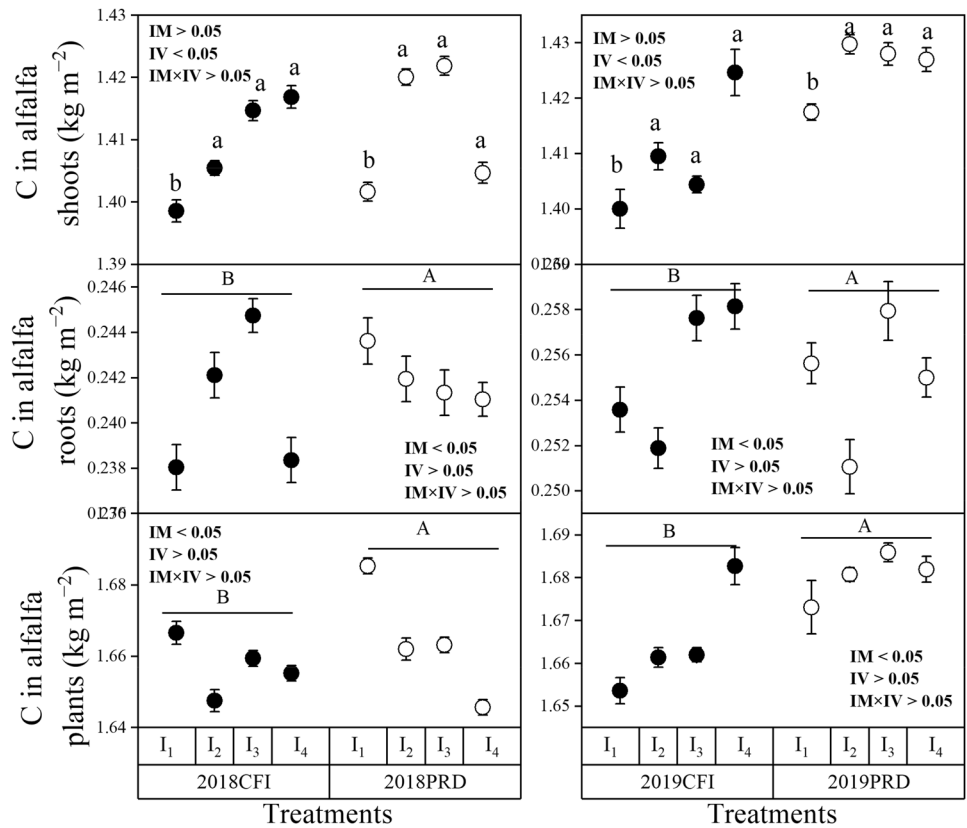 C in alfalfa
shoots (kg m⁻²)
1.43
1.42
1.41
1.40
1.39
IM > 0.05
IV < 0.05
IM×IV > 0.05
b
a
a
a
b
a
a
a
1.43
1.42
1.41
1.40
IM > 0.05
IV < 0.05
IM×IV > 0.05
b
a
a
a
b
a
a
a
C in alfalfa
roots (kg m⁻²)
0.246
0.244
0.242
0.240
0.238
B
A
IM < 0.05
IV > 0.05
IM×IV > 0.05
0.258
0.256
0.254
0.252
0.250
B
A
IM < 0.05
IV > 0.05
IM×IV > 0.05
C in alfalfa
plants (kg m⁻²)
1.68
1.66
1.64
IM < 0.05
IV > 0.05
IM×IV > 0.05
B
A
1.69
1.68
1.67
1.66
1.65
B
A
IM < 0.05
IV > 0.05
IM×IV > 0.05
I₁ I₂ I₃ I₄ I₁ I₂ I₃ I₄
2018CFI 2018PRD
Treatments
I₁ I₂ I₃ I₄ I₁ I₂ I₃ I₄
2019CFI 2019PRD
Treatments